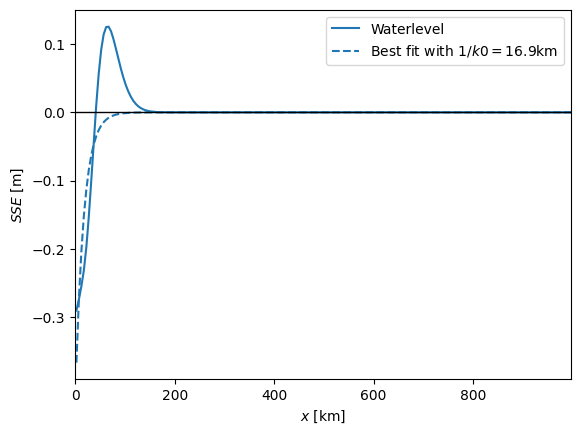 Waterlevel
Best fit with 1/k0 = 16.9km
0.1
0.0
−0.1
−0.2
−0.3
SSE [m]
0
200
400
600
800
x [km]